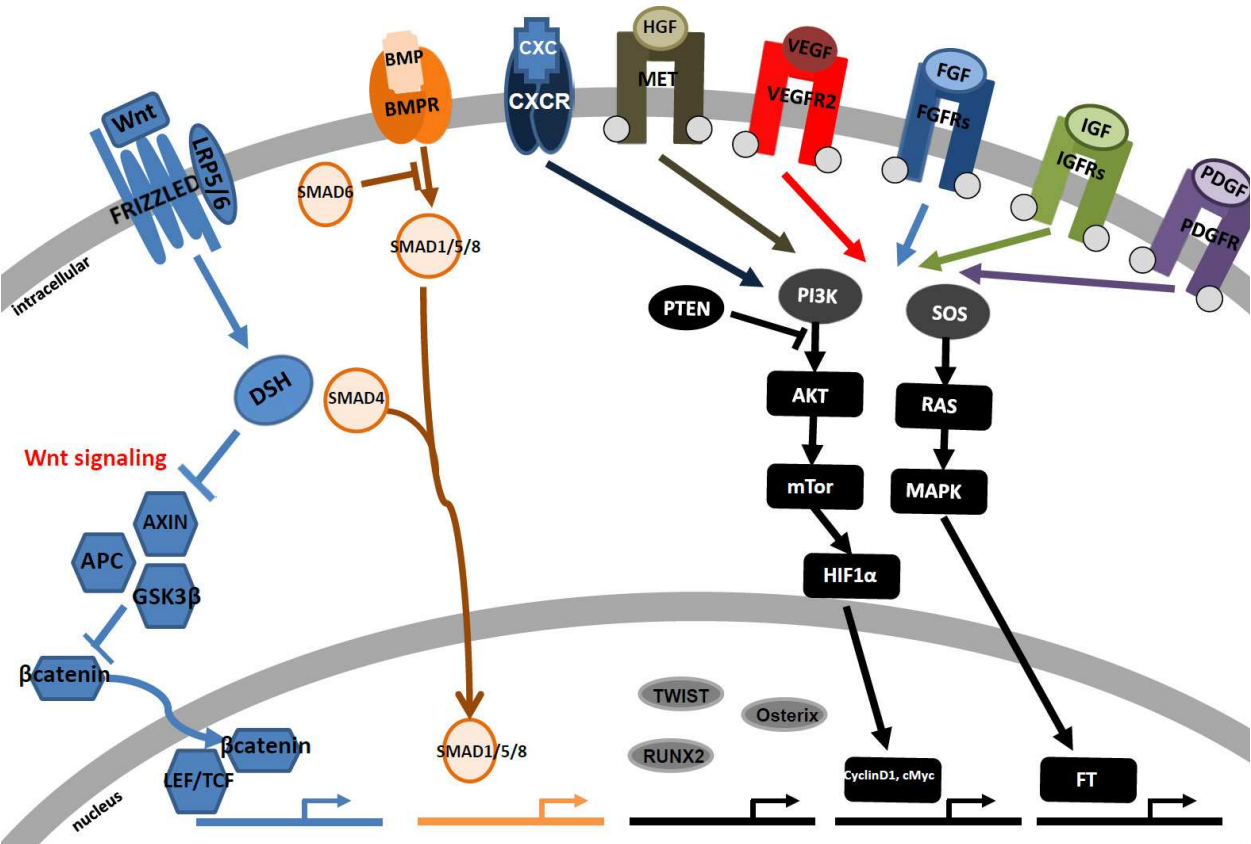 HGF
CXC
VEGF
BMP
FGF
MET
CXCR
BMPR
VEGFR2
FGFRs
Wnt
IGF
IGFRs
LRP5/6
PDGF
FRIZZLED
SMAD6
PDGFR
SMAD1/5/8
intracellular
PI3K
PTEN
SOS
DSH
SMAD4
AKT
RAS
Wnt signaling
mTor
MAPK
AXIN
APC
HIF1α
GSK3β
βcatenin
TWIST
Osterix
βcatenin
SMAD1/5/8
RUNX2
LEF/TCF
CyclinD1, cMyc
FT
nucleus